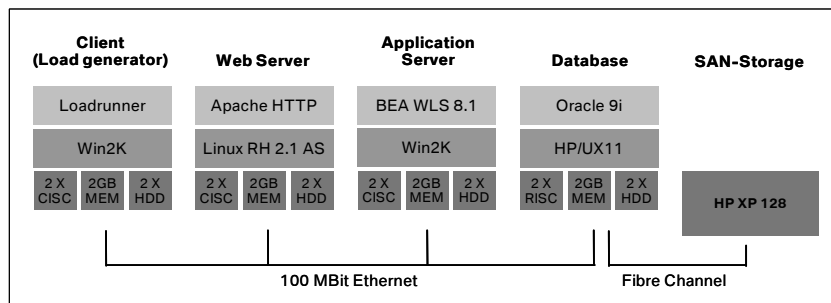 Client
(Load generator)
Web Server
Application
Server
Database
SAN-Storage
Loadrunner
Apache HTTP
BEA WLS 8.1
Oracle 9i
Win2K
Linux RH 2.1 AS
Win2K
HP/UX11
2 X
CISC
2GB
MEM
2 X
HDD
2 X
CISC
2GB
MEM
2 X
HDD
2 X
CISC
2GB
MEM
2 X
HDD
2 X
RISC
2GB
MEM
2 X
HDD
HP XP 128
100 MBit Ethernet
Fibre Channel